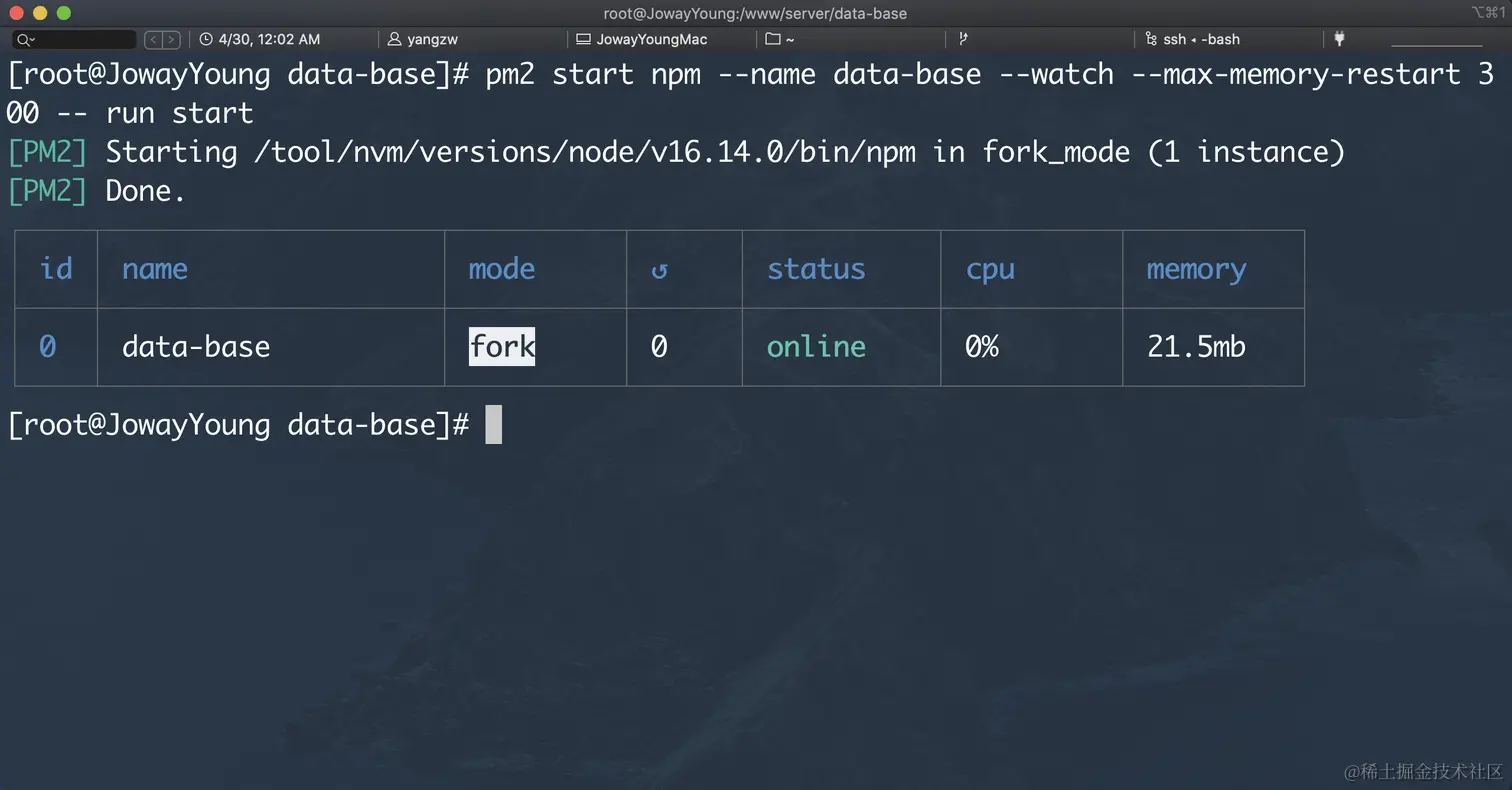 root@JowayYoung:/www/server/data-base
⌥⌘1
4/30, 12:02 AM yangzw JowayYoungMac ~ ssh ◂ -bash
[root@JowayYoung data-base]# pm2 start npm --name data-base --watch --max-memory-restart 3
00 -- run start
[PM2] Starting /tool/nvm/versions/node/v16.14.0/bin/npm in fork_mode (1 instance)
[PM2] Done.
id name mode ↺ status cpu memory
0 data-base fork 0 online 0% 21.5mb
[root@JowayYoung data-base]#
@稀土掘金技术社区